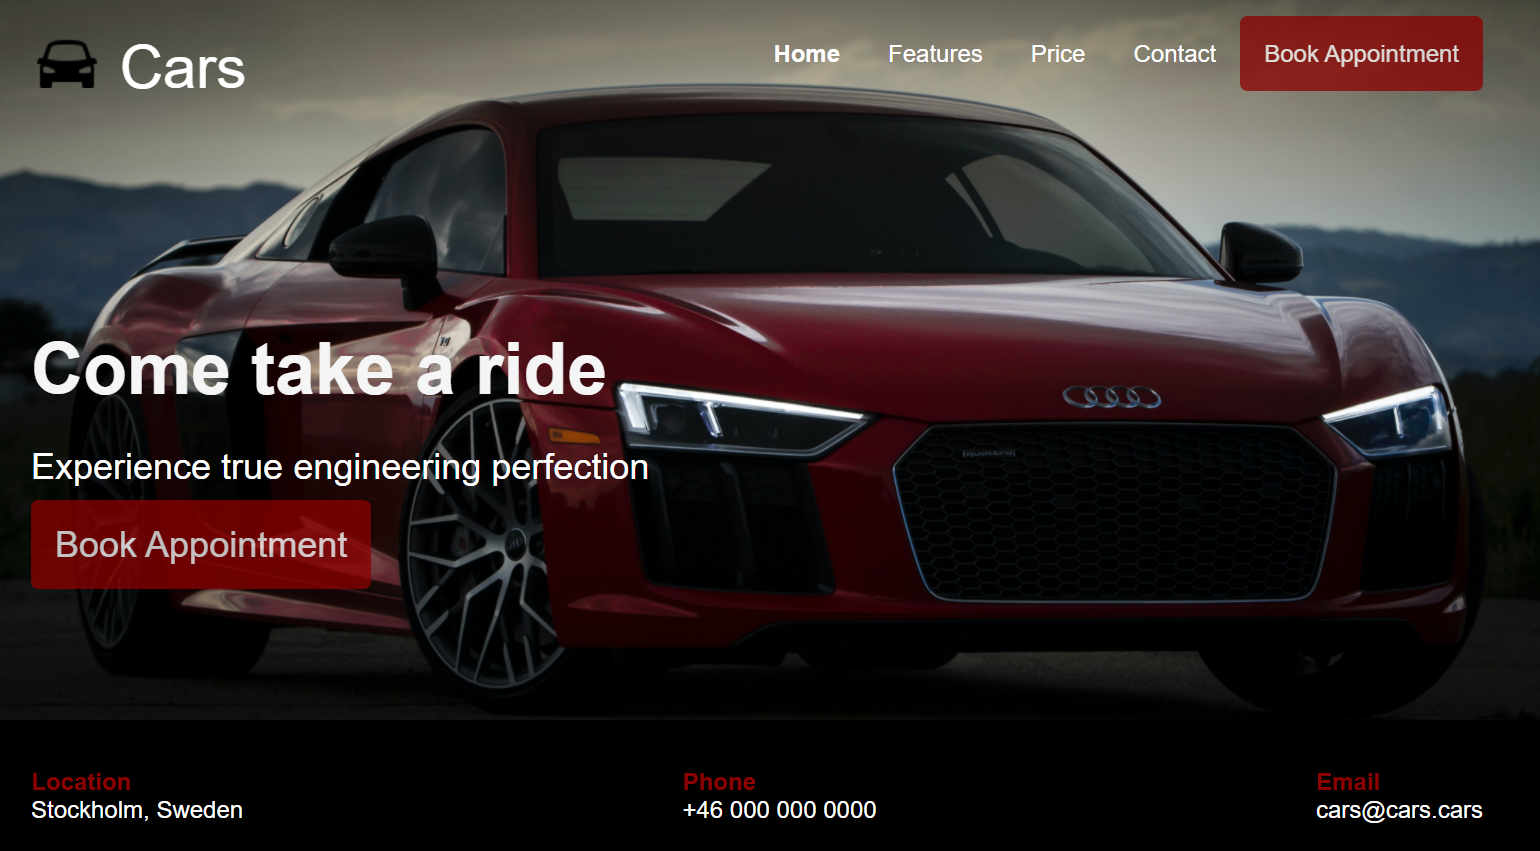 Cars
Home Features Price Contact Book Appointment
Come take a ride
quattro
Experience true engineering perfection
Book Appointment
Location
Stockholm, Sweden
Phone
+46 000 000 0000
Email
cars@cars.cars